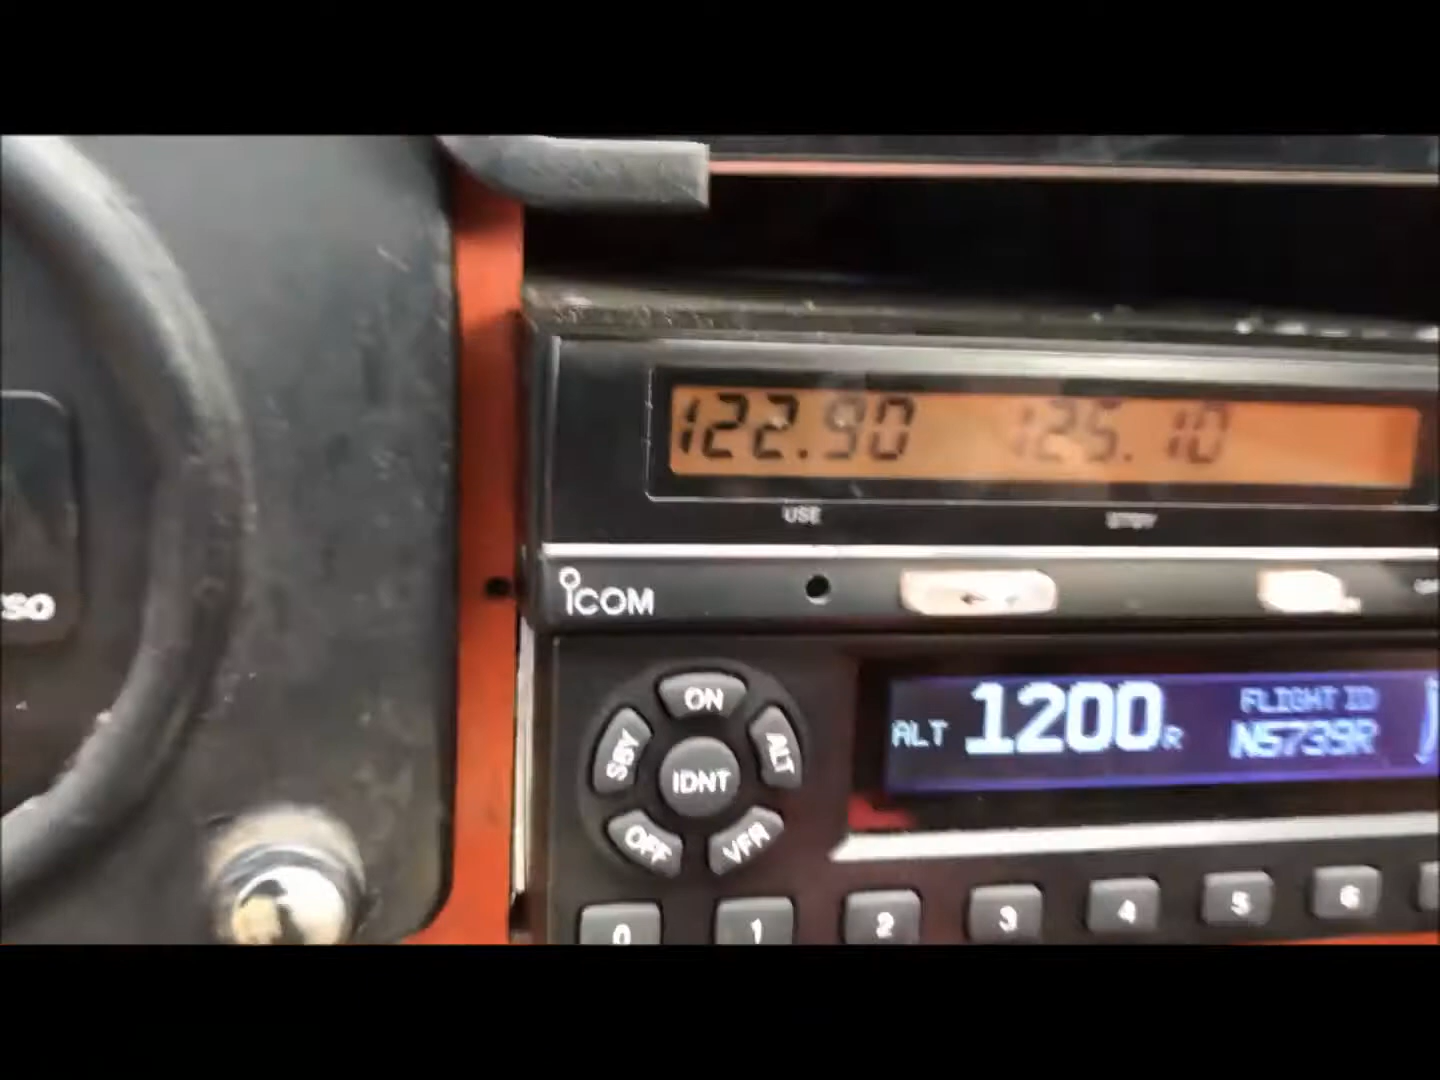 122.90 125.10
USE STBY
ICOM
ON
SBY
ALT
IDNT
OFF
VFR
ALT 1200 R
FLIGHT ID
N5739R
0 1 2 3 4 5 6